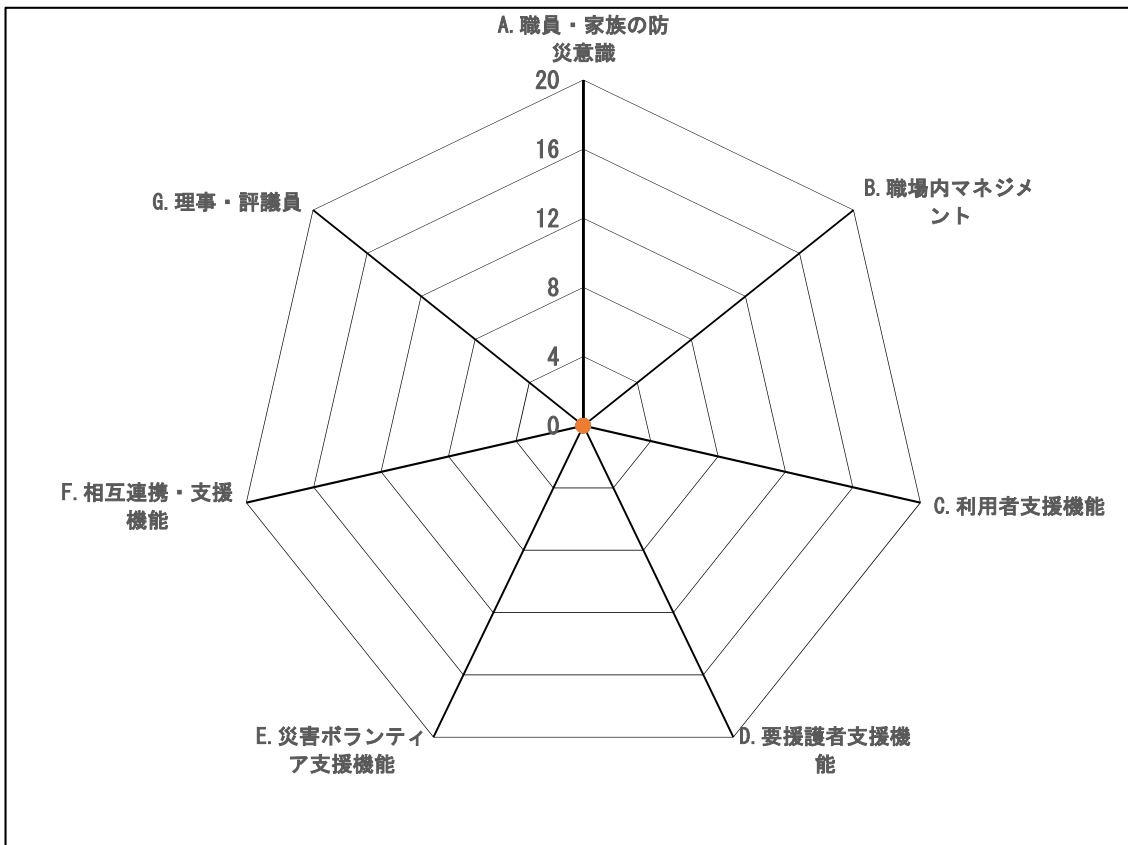 A.職員・家族の防
災意識
20
16
12
8
4
0
B.職場内マネジメ
ント
C.利用者支援機能
D.要援護者支援機
能
E.災害ボランティ
ア支援機能
F.相互連携・支援
機能
G.理事・評議員